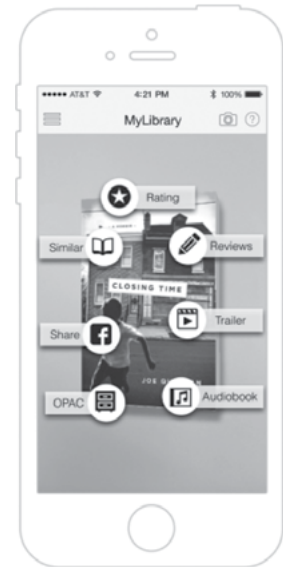 AT&T 4:21 PM 100%
MyLibrary ?
Rating
Similar Reviews
CLOSING TIME
Share f Trailer
JOE
OPAC Audiobook